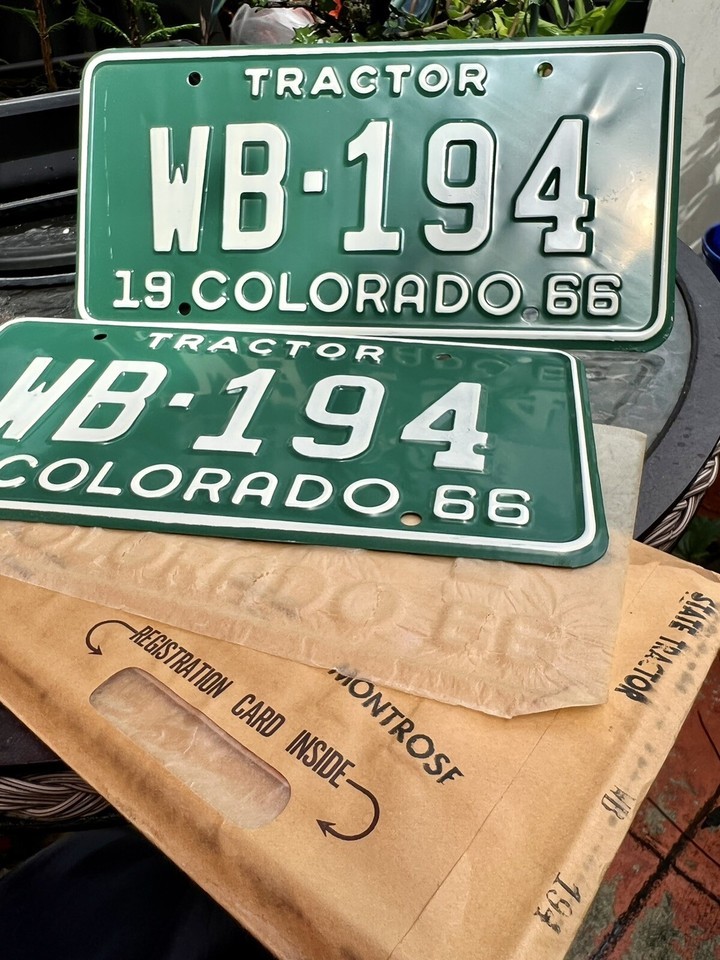 TRACTOR
WB·194
19 COLORADO 66
TRACTOR
WB·194
COLORADO 66
REGISTRATION CARD INSIDE
MONTROSE
STATE TRACTOR
WB
194